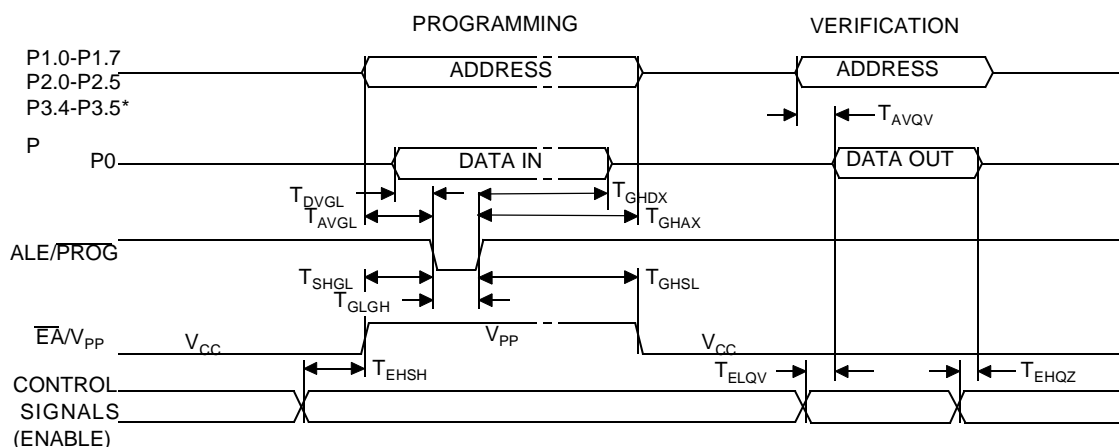 PROGRAMMING
VERIFICATION
P1.0-P1.7
P2.0-P2.5
P3.4-P3.5*
ADDRESS
ADDRESS
TAVQV
P
P0
DATA IN
DATA OUT
TDVGL
TGHDX
TAVGL
TGHAX
ALE/PROG
TSHGL
TGHSL
TGLGH
EA/VPP
VCC
VPP
VCC
TEHSH
TELQV
TEHQZ
CONTROL
SIGNALS
(ENABLE)